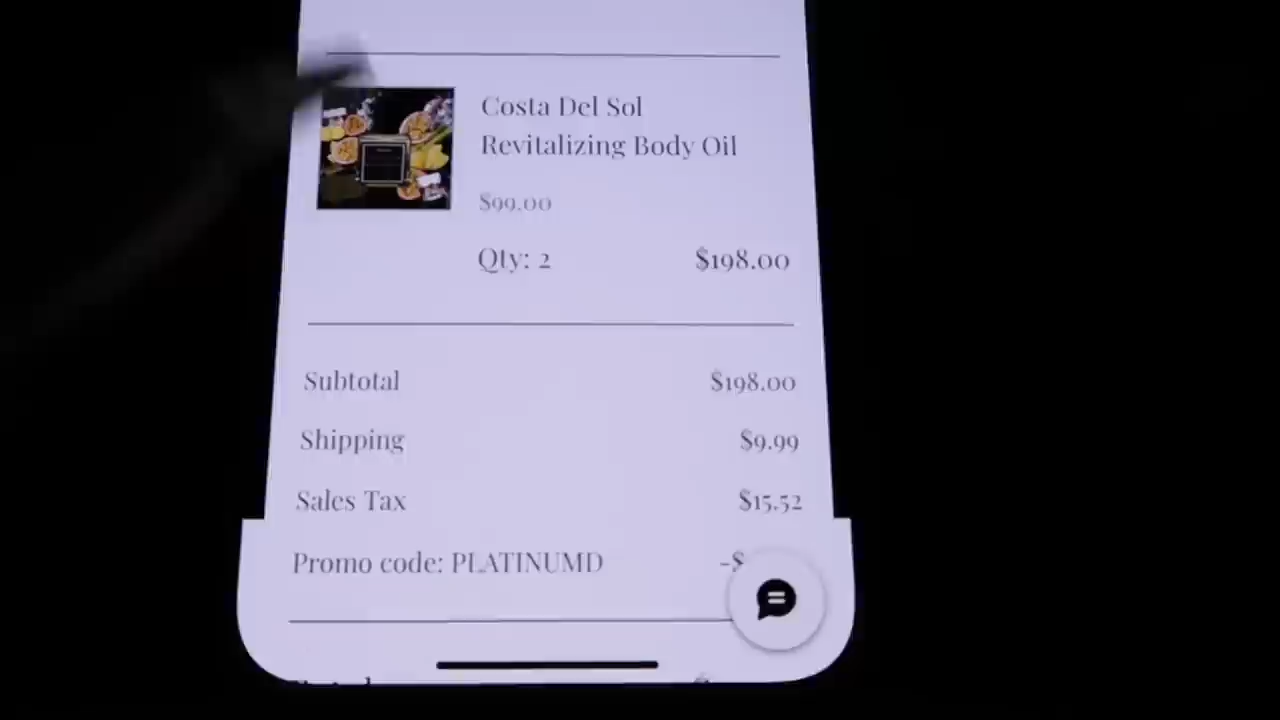 Costa Del Sol
Revitalizing Body Oil
$99.00
Qty: 2 $198.00
Subtotal $198.00
Shipping $9.99
Sales Tax $15.52
Promo code: PLATINUMD -$